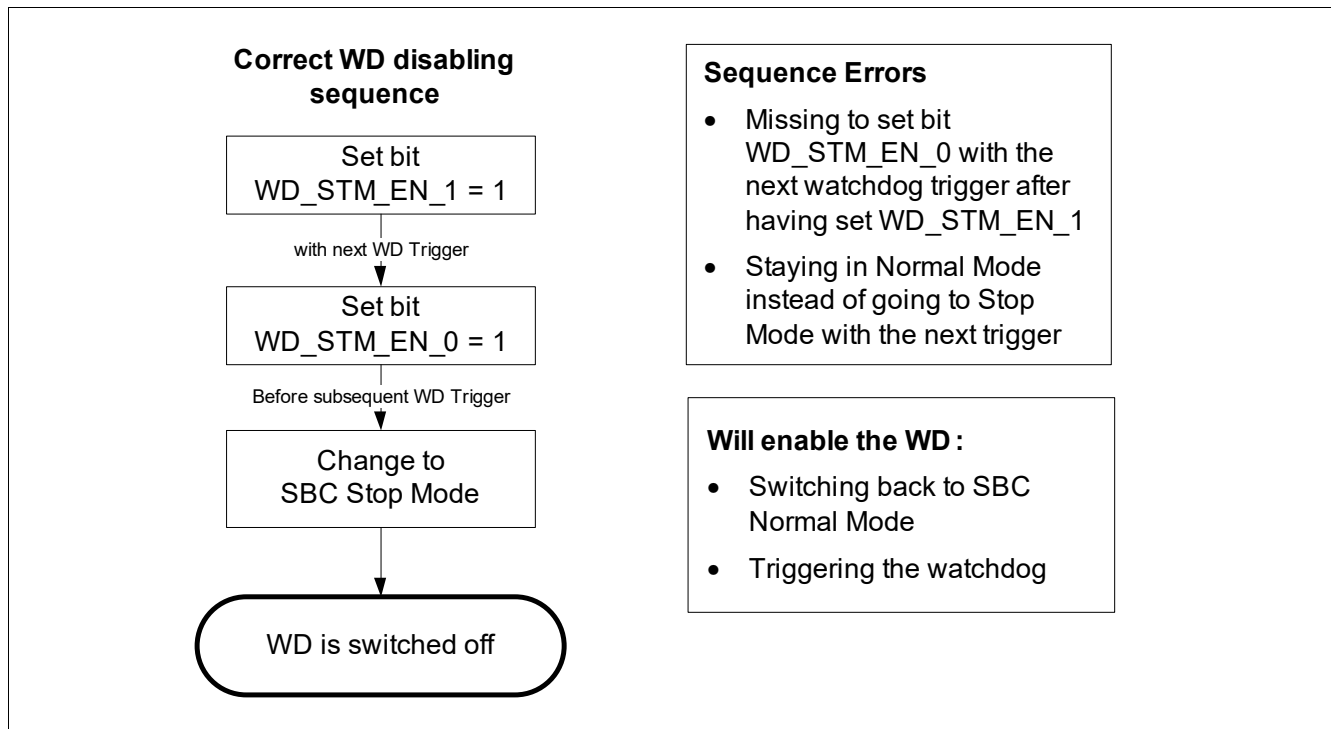 Correct WD disabling
sequence
Set bit
WD_STM_EN_1 = 1
with next WD Trigger
Set bit
WD_STM_EN_0 = 1
Before subsequent WD Trigger
Change to
SBC Stop Mode
WD is switched off
Sequence Errors
• Missing to set bit
WD_STM_EN_0 with the
next watchdog trigger after
having set WD_STM_EN_1
• Staying in Normal Mode
instead of going to Stop
Mode with the next trigger
Will enable the WD :
• Switching back to SBC
Normal Mode
• Triggering the watchdog